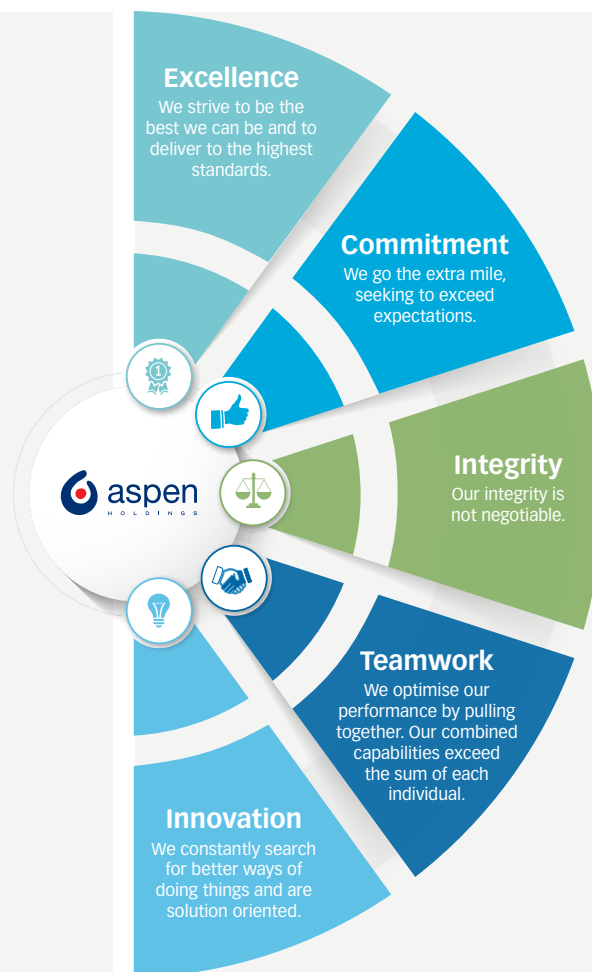 Excellence
We strive to be the
best we can be and to
deliver to the highest
standards.
Commitment
We go the extra mile,
seeking to exceed
expectations.
1
aspen
HOLDINGS
Integrity
Our integrity is
not negotiable.
Teamwork
We optimise our
performance by pulling
together. Our combined
capabilities exceed
the sum of each
individual.
Innovation
We constantly search
for better ways of
doing things and are
solution oriented.